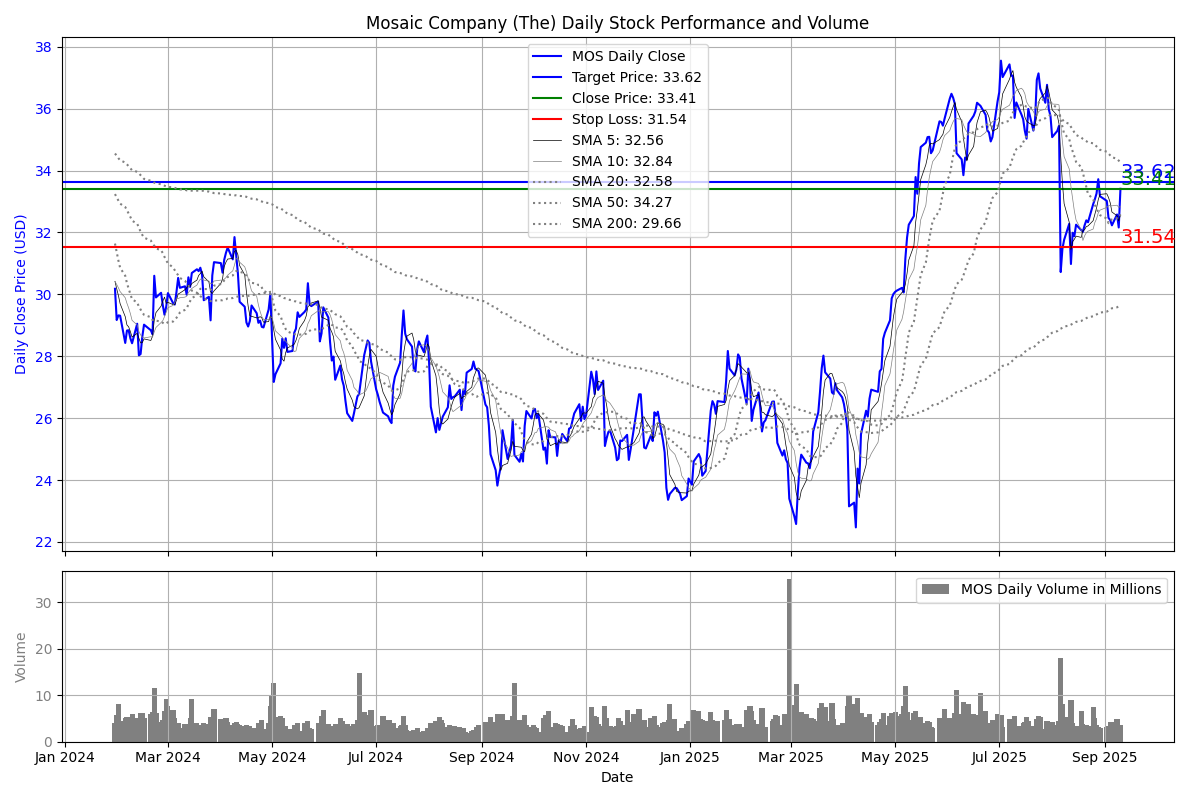 Mosaic Company (The) Daily Stock Performance and Volume
38
36
34
32
30
28
26
24
22
Daily Close Price (USD)
MOS Daily Close
Target Price: 33.62
Close Price: 33.41
Stop Loss: 31.54
SMA 5: 32.56
SMA 10: 32.84
SMA 20: 32.58
SMA 50: 34.27
SMA 200: 29.66
33.62
33.41
31.54
30
20
10
0
Volume
MOS Daily Volume in Millions
Jan 2024 Mar 2024 May 2024 Jul 2024 Sep 2024 Nov 2024 Jan 2025 Mar 2025 May 2025 Jul 2025 Sep 2025
Date